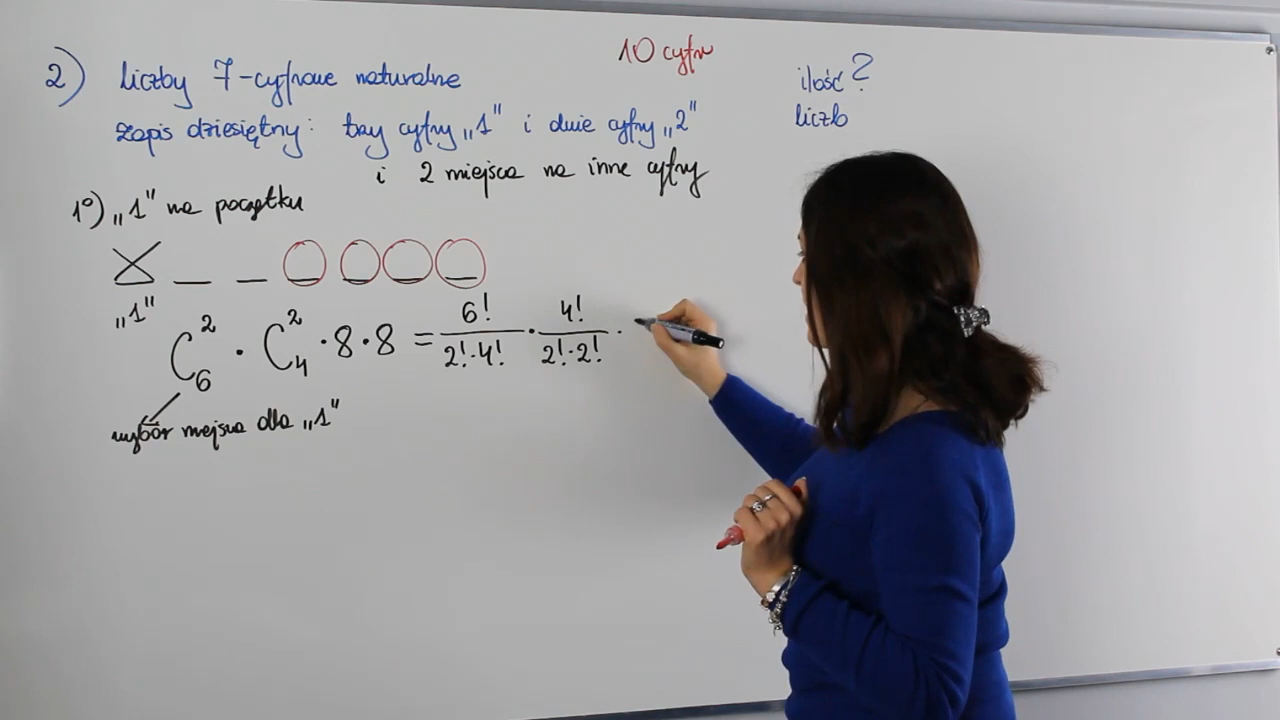 10 cyfr
2) liczby 7-cyfrowe naturalne
ilość?
liczb
zapis dziesiętny: trzy cyfry „1" i dwie cyfry „2"
i 2 miejsca na inne cyfry
1°) „1" na początku
„1"
C₆² · C₄² · 8 · 8 = 6!/(2!·4!) · 4!/(2!·2!) ·
wybór miejsca dla „1"